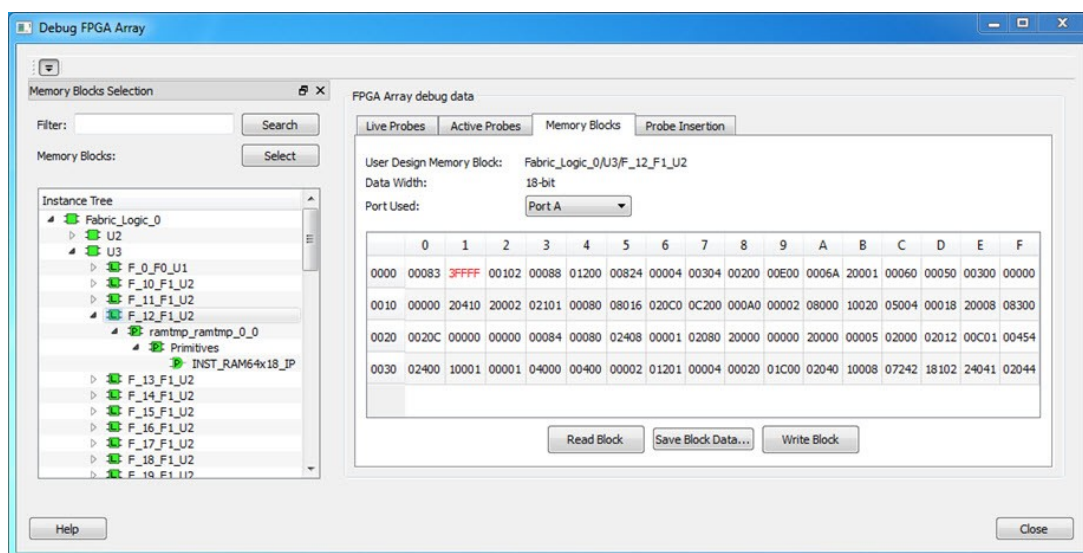 Debug FPGA Array
Memory Blocks Selection
Filter:
Search
Memory Blocks:
Select
Instance Tree
Fabric_Logic_0
U2
U3
F_0_F0_U1
F_10_F1_U2
F_11_F1_U2
F_12_F1_U2
ramtmp_ramtmp_0_0
Primitives
INST_RAM64x18_IP
F_13_F1_U2
F_14_F1_U2
F_15_F1_U2
F_16_F1_U2
F_17_F1_U2
F_18_F1_U2
F_19_F1_U2
FPGA Array debug data
Live Probes Active Probes Memory Blocks Probe Insertion
User Design Memory Block: Fabric_Logic_0/U3/F_12_F1_U2
Data Width: 18-bit
Port Used: Port A
0 1 2 3 4 5 6 7 8 9 A B C D E F
0000 00083 3FFFF 00102 00088 01200 00824 00004 00304 00200 00E00 0006A 20001 00060 00050 00300 00000
0010 00000 20410 20002 02101 00080 08016 020C0 0C200 000A0 00002 08000 10020 05004 00018 20008 08300
0020 0020C 00000 00000 00084 00080 02408 00001 02080 20000 00000 20000 00005 02000 02012 00C01 00454
0030 02400 10001 00001 04000 00400 00002 01201 00004 00020 01C00 02040 10008 07242 18102 24041 02044
Read Block Save Block Data... Write Block
Help
Close